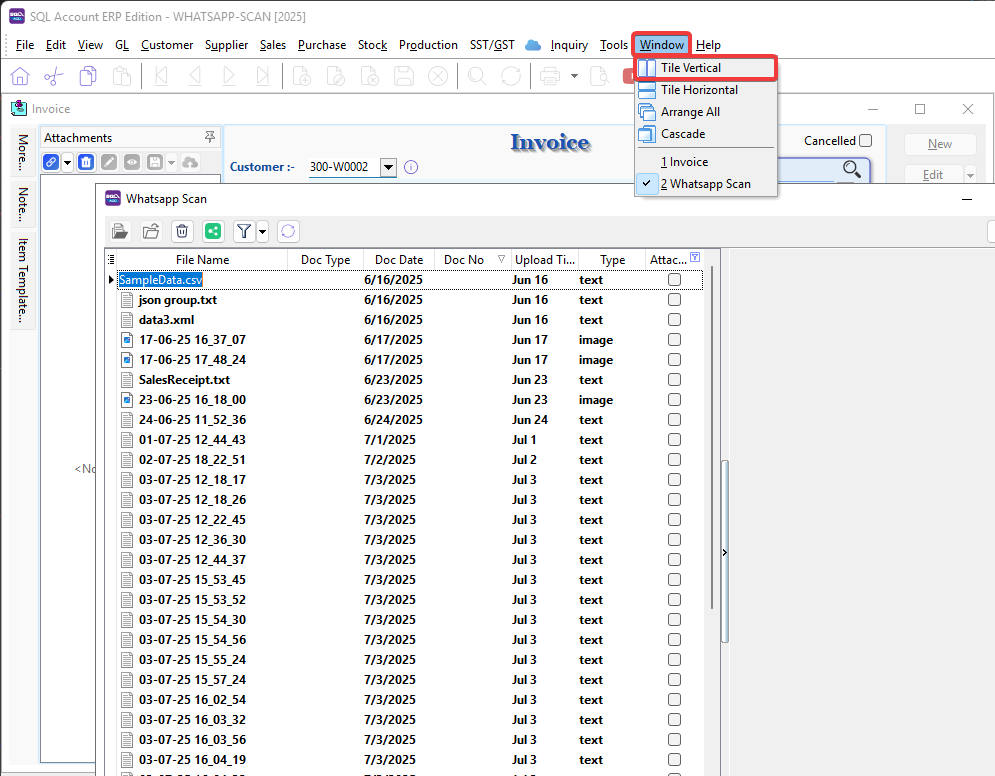 SQL Account ERP Edition - WHATSAPP-SCAN [2025]
File Edit View GL Customer Supplier Sales Purchase Stock Production SST/GST Inquiry Tools Window Help
Tile Vertical
Tile Horizontal
Arrange All
Cascade
1 Invoice
2 Whatsapp Scan
Invoice
More...
Note...
Item Template...
Attachments
Invoice
Cancelled
New
Customer :- 300-W0002
Edit
<No
Whatsapp Scan
File Name Doc Type Doc Date Doc No Upload Ti... Type Attac...
SampleData.csv 6/16/2025 Jun 16 text
json group.txt 6/16/2025 Jun 16 text
data3.xml 6/16/2025 Jun 16 text
17-06-25 16_37_07 6/17/2025 Jun 17 image
17-06-25 17_48_24 6/17/2025 Jun 17 image
SalesReceipt.txt 6/23/2025 Jun 23 text
23-06-25 16_18_00 6/23/2025 Jun 23 image
24-06-25 11_52_36 6/24/2025 Jun 24 text
01-07-25 12_44_43 7/1/2025 Jul 1 text
02-07-25 18_22_51 7/2/2025 Jul 2 text
03-07-25 12_18_17 7/3/2025 Jul 3 text
03-07-25 12_18_26 7/3/2025 Jul 3 text
03-07-25 12_22_45 7/3/2025 Jul 3 text
03-07-25 12_36_30 7/3/2025 Jul 3 text
03-07-25 12_44_37 7/3/2025 Jul 3 text
03-07-25 15_53_45 7/3/2025 Jul 3 text
03-07-25 15_53_52 7/3/2025 Jul 3 text
03-07-25 15_54_30 7/3/2025 Jul 3 text
03-07-25 15_54_56 7/3/2025 Jul 3 text
03-07-25 15_55_24 7/3/2025 Jul 3 text
03-07-25 15_57_24 7/3/2025 Jul 3 text
03-07-25 16_02_54 7/3/2025 Jul 3 text
03-07-25 16_03_32 7/3/2025 Jul 3 text
03-07-25 16_03_56 7/3/2025 Jul 3 text
03-07-25 16_04_19 7/3/2025 Jul 3 text